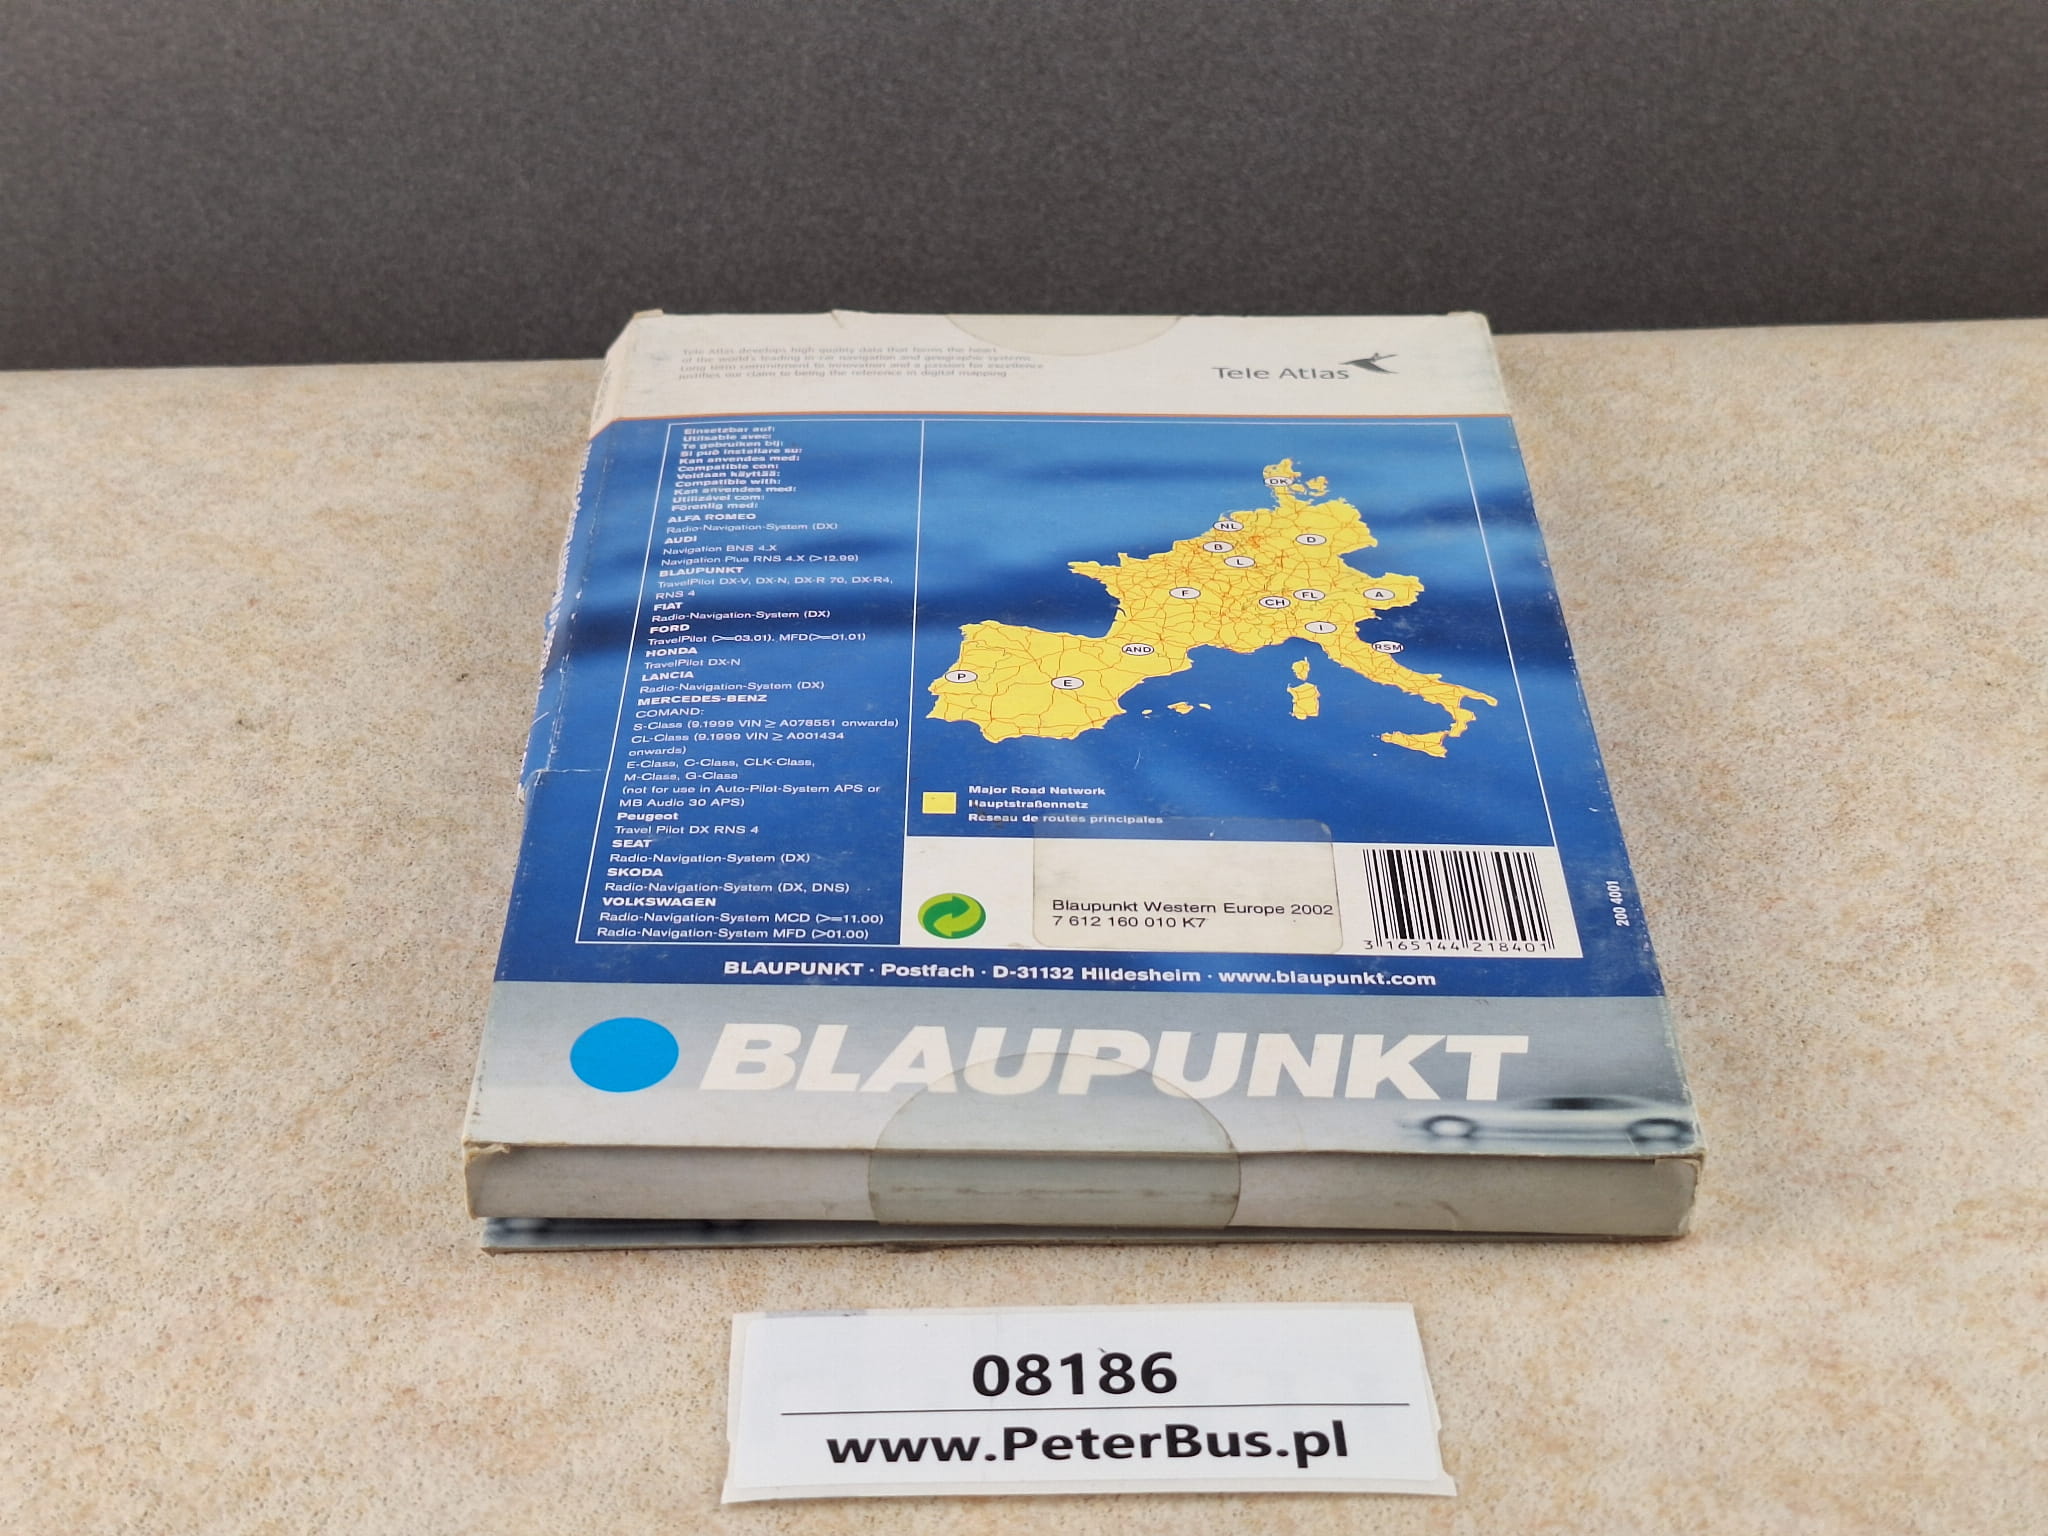 Tele Atlas develops high quality data that forms the heart
of the world's leading in car navigation and geographic systems.
Long term commitment to innovation and a passion for excellence
justifies our claim to being the reference in digital mapping
Tele Atlas
Einsetzbar auf:
Utilisable avec:
Te gebruiken bij:
Si può installare su:
Kan anvendes med:
Compatible con:
Voidaan käyttää:
Compatible with:
Kan anvendes med:
Utilizável com:
Förenlig med:
ALFA ROMEO
Radio-Navigation-System (DX)
AUDI
Navigation BNS 4.X
Navigation Plus RNS 4.X (>12.99)
BLAUPUNKT
TravelPilot DX-V, DX-N, DX-R 70, DX-R4,
RNS 4
FIAT
Radio-Navigation-System (DX)
FORD
TravelPilot (>=03.01), MFD(>=01.01)
HONDA
TravelPilot DX-N
LANCIA
Radio-Navigation-System (DX)
MERCEDES-BENZ
COMAND:
S-Class (9.1999 VIN ≥ A078551 onwards)
CL-Class (9.1999 VIN ≥ A001434
onwards)
E-Class, C-Class, CLK-Class,
M-Class, G-Class
(not for use in Auto-Pilot-System APS or
MB Audio 30 APS)
Peugeot
Travel Pilot DX RNS 4
SEAT
Radio-Navigation-System (DX)
SKODA
Radio-Navigation-System (DX, DNS)
VOLKSWAGEN
Radio-Navigation-System MCD (>=11.00)
Radio-Navigation-System MFD (>01.00)
DK
NL
B
D
L
F
CH
FL
A
I
RSM
AND
P
E
Major Road Network
Hauptstraßennetz
Réseau de routes principales
Blaupunkt Western Europe 2002
7 612 160 010 K7
3 165144 218401
200 4001
BLAUPUNKT · Postfach · D-31132 Hildesheim · www.blaupunkt.com
BLAUPUNKT
08186
www.PeterBus.pl